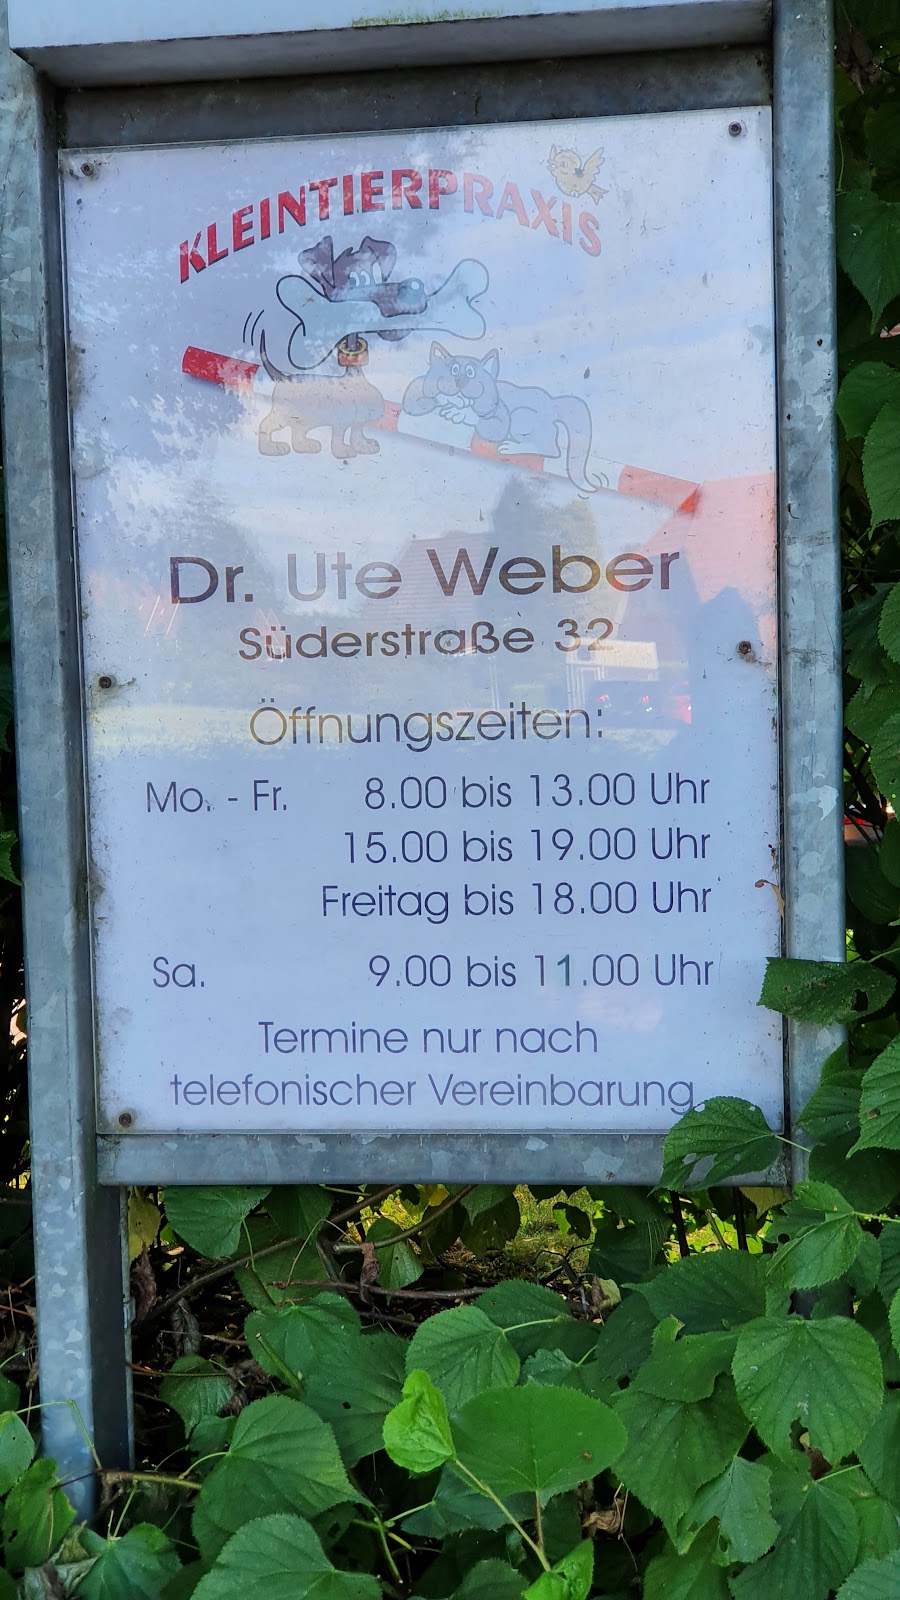 KLEINTIERPRAXIS
Dr. Ute Weber
Süderstraße 32
Öffnungszeiten:
Mo. - Fr. 8.00 bis 13.00 Uhr
15.00 bis 19.00 Uhr
Freitag bis 18.00 Uhr
Sa. 9.00 bis 11.00 Uhr
Termine nur nach
telefonischer Vereinbarung